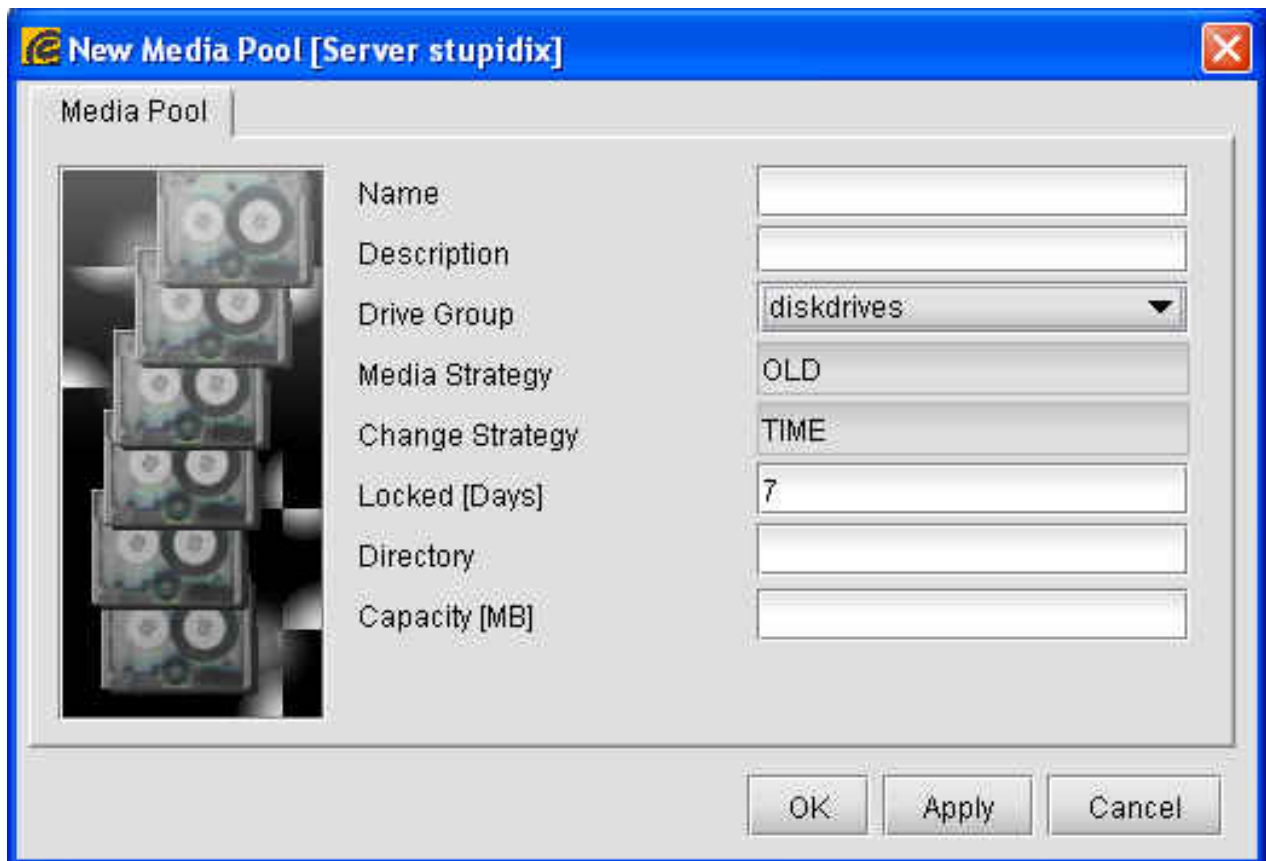 New Media Pool [Server stupidix]
Media Pool
Name
Description
Drive Group diskdrives
Media Strategy OLD
Change Strategy TIME
Locked [Days] 7
Directory
Capacity [MB]
OK Apply Cancel